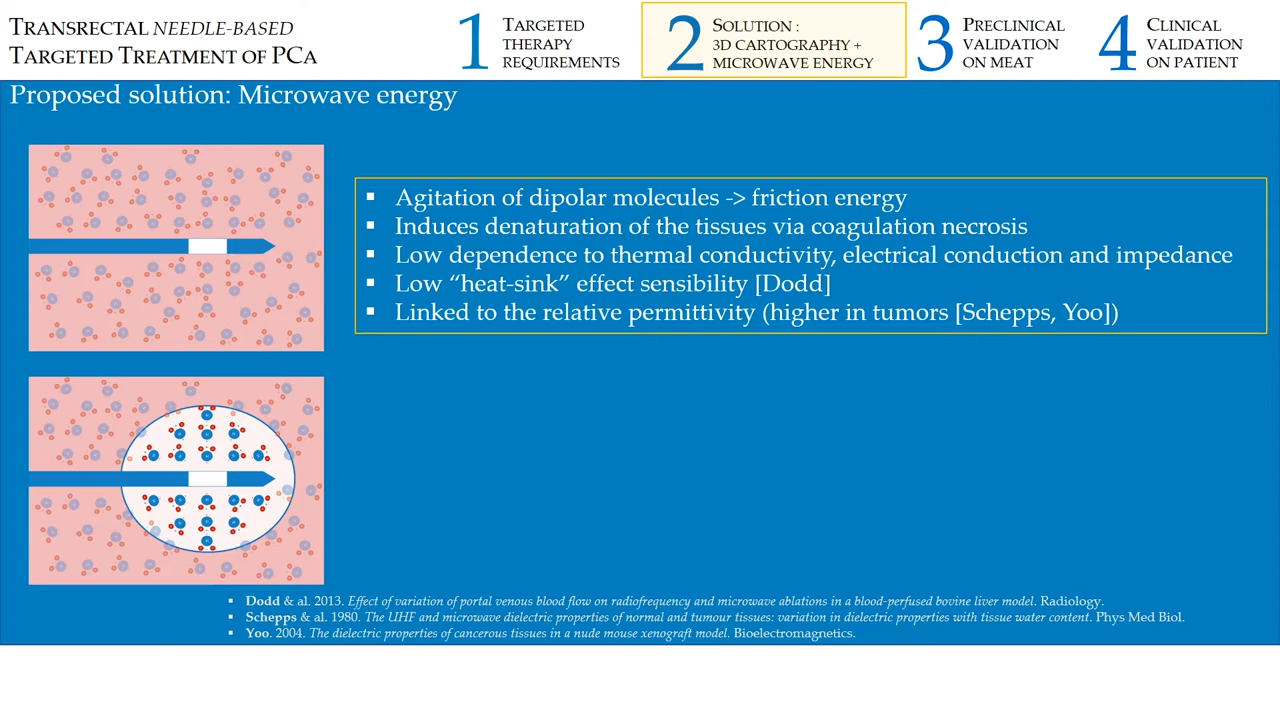 TRANSRECTAL NEEDLE-BASED
TARGETED TREATMENT OF PCA
1
TARGETED
THERAPY
REQUIREMENTS
2
SOLUTION :
3D CARTOGRAPHY +
MICROWAVE ENERGY
3
PRECLINICAL
VALIDATION
ON MEAT
4
CLINICAL
VALIDATION
ON PATIENT
Proposed solution: Microwave energy
▪ Agitation of dipolar molecules -> friction energy
▪ Induces denaturation of the tissues via coagulation necrosis
▪ Low dependence to thermal conductivity, electrical conduction and impedance
▪ Low “heat-sink” effect sensibility [Dodd]
▪ Linked to the relative permittivity (higher in tumors [Schepps, Yoo])
▪ Dodd & al. 2013. Effect of variation of portal venous blood flow on radiofrequency and microwave ablations in a blood-perfused bovine liver model. Radiology.
▪ Schepps & al. 1980. The UHF and microwave dielectric properties of normal and tumour tissues: variation in dielectric properties with tissue water content. Phys Med Biol.
▪ Yoo. 2004. The dielectric properties of cancerous tissues in a nude mouse xenograft model. Bioelectromagnetics.